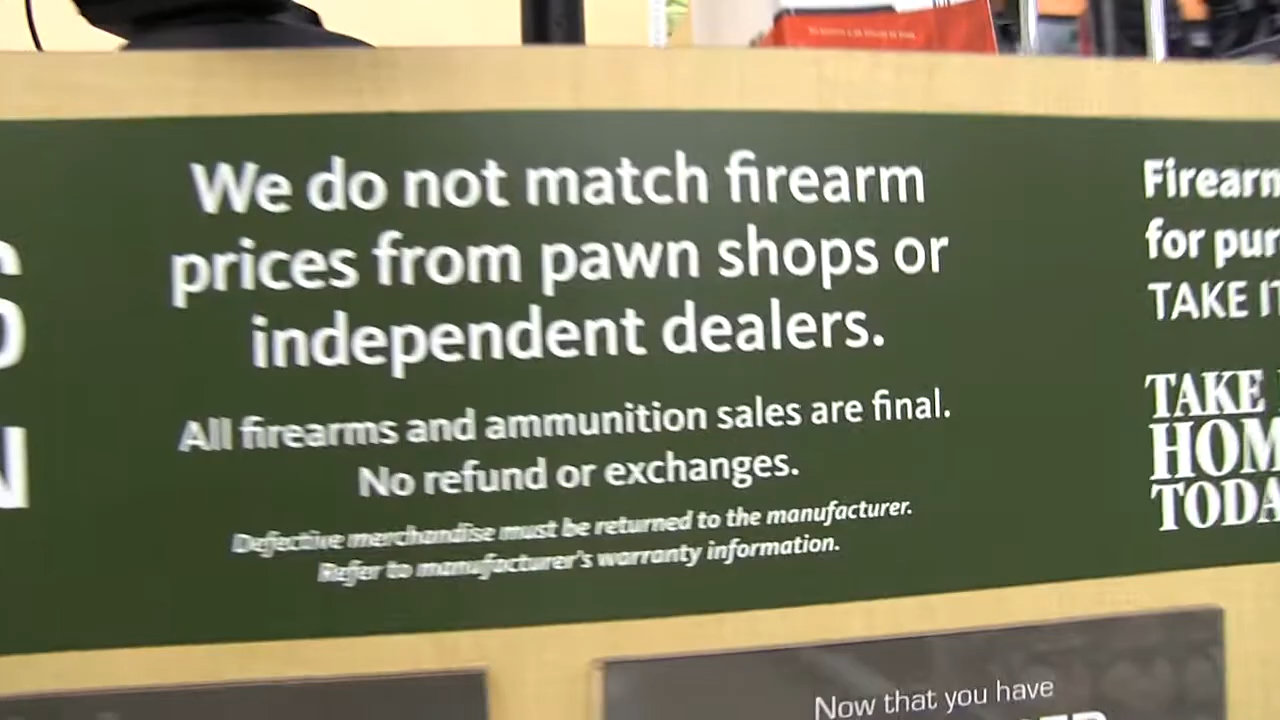 We do not match firearm
prices from pawn shops or
independent dealers.
All firearms and ammunition sales are final.
No refund or exchanges.
Defective merchandise must be returned to the manufacturer.
Refer to manufacturer's warranty information.
for
TAKE
TAKE
Now that you have